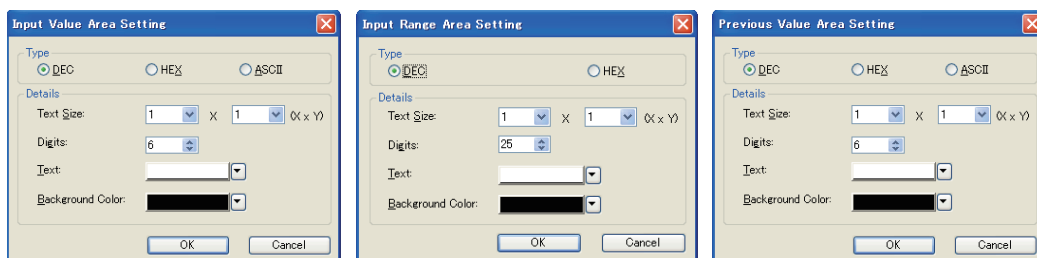 Input Value Area Setting
Type
DEC HEX ASCII
Details
Text Size: 1 X 1 (X x Y)
Digits: 6
Text:
Background Color:
OK Cancel
Input Range Area Setting
Type
DEC HEX
Details
Text Size: 1 X 1 (X x Y)
Digits: 25
Text:
Background Color:
OK Cancel
Previous Value Area Setting
Type
DEC HEX ASCII
Details
Text Size: 1 X 1 (X x Y)
Digits: 6
Text:
Background Color:
OK Cancel